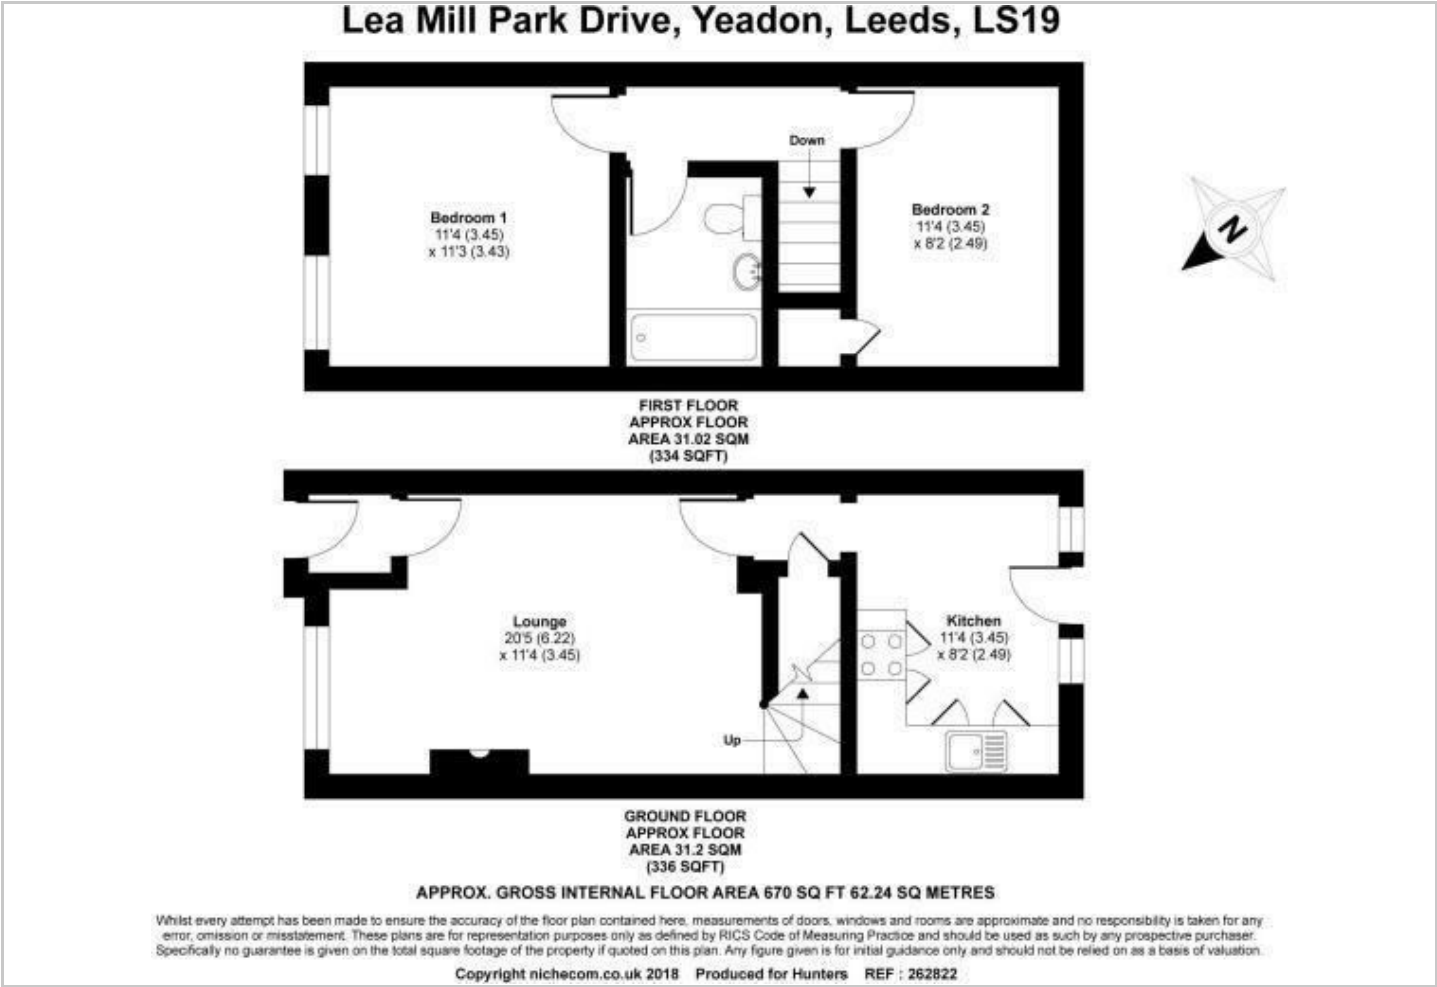 Lea Mill Park Drive, Yeadon, Leeds, LS19
Down
Bedroom 1
11'4 (3.45)
x 11'3 (3.43)
Bedroom 2
11'4 (3.45)
x 8'2 (2.49)
N
FIRST FLOOR
APPROX FLOOR
AREA 31.02 SQM
(334 SQFT)
Lounge
20'5 (6.22)
x 11'4 (3.45)
Kitchen
11'4 (3.45)
x 8'2 (2.49)
Up
GROUND FLOOR
APPROX FLOOR
AREA 31.2 SQM
(336 SQFT)
APPROX. GROSS INTERNAL FLOOR AREA 670 SQ FT 62.24 SQ METRES
Whilst every attempt has been made to ensure the accuracy of the floor plan contained here, measurements of doors, windows and rooms are approximate and no responsibility is taken for any
error, omission or misstatement. These plans are for representation purposes only as defined by RICS Code of Measuring Practice and should be used as such by any prospective purchaser.
Specifically no guarantee is given on the total square footage of the property if quoted on this plan. Any figure given is for initial guidance only and should not be relied on as a basis of valuation.
Copyright nichecom.co.uk 2018 Produced for Hunters REF : 262822